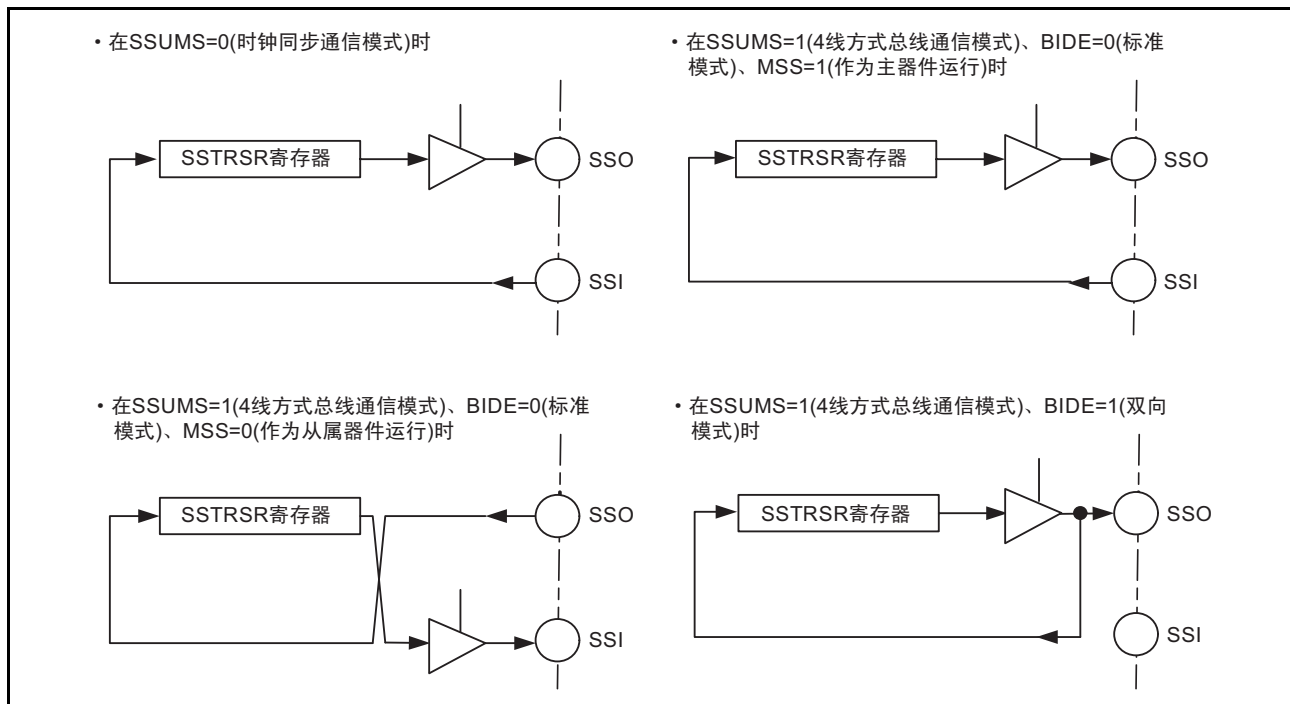 • 在SSUMS=0(时钟同步通信模式)时
SSTRSR寄存器
SSO
SSI
• 在SSUMS=1(4线方式总线通信模式)、BIDE=0(标准
模式)、MSS=1(作为主器件运行)时
SSTRSR寄存器
SSO
SSI
• 在SSUMS=1(4线方式总线通信模式)、BIDE=0(标准
模式)、MSS=0(作为从属器件运行)时
SSTRSR寄存器
SSO
SSI
• 在SSUMS=1(4线方式总线通信模式)、BIDE=1(双向
模式)时
SSTRSR寄存器
SSO
SSI